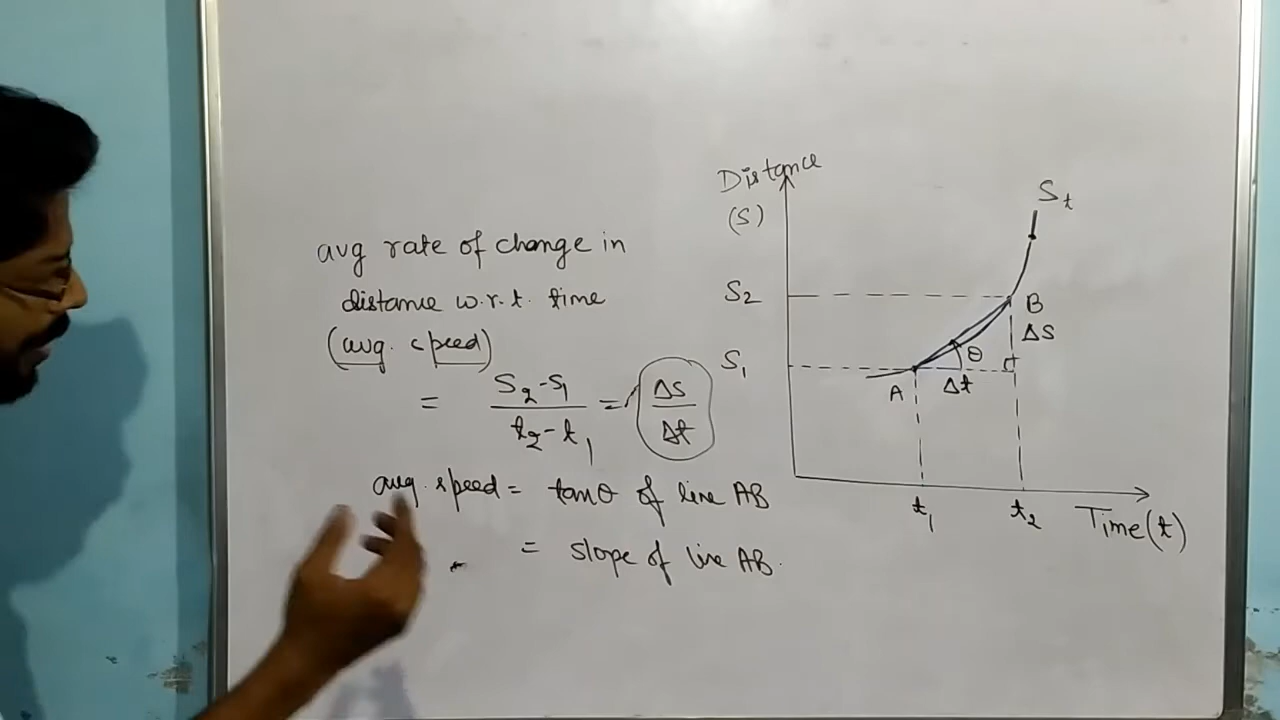 avg rate of change in
distance w.r.t. time
(avg. speed)
= S2-S1 / t2-t1 = Δs / Δt
avg. speed = tanθ of line AB
= slope of line AB.
Distance
(S)
St
S2
B
Δs
S1
θ
A
Δt
t1
t2
Time(t)